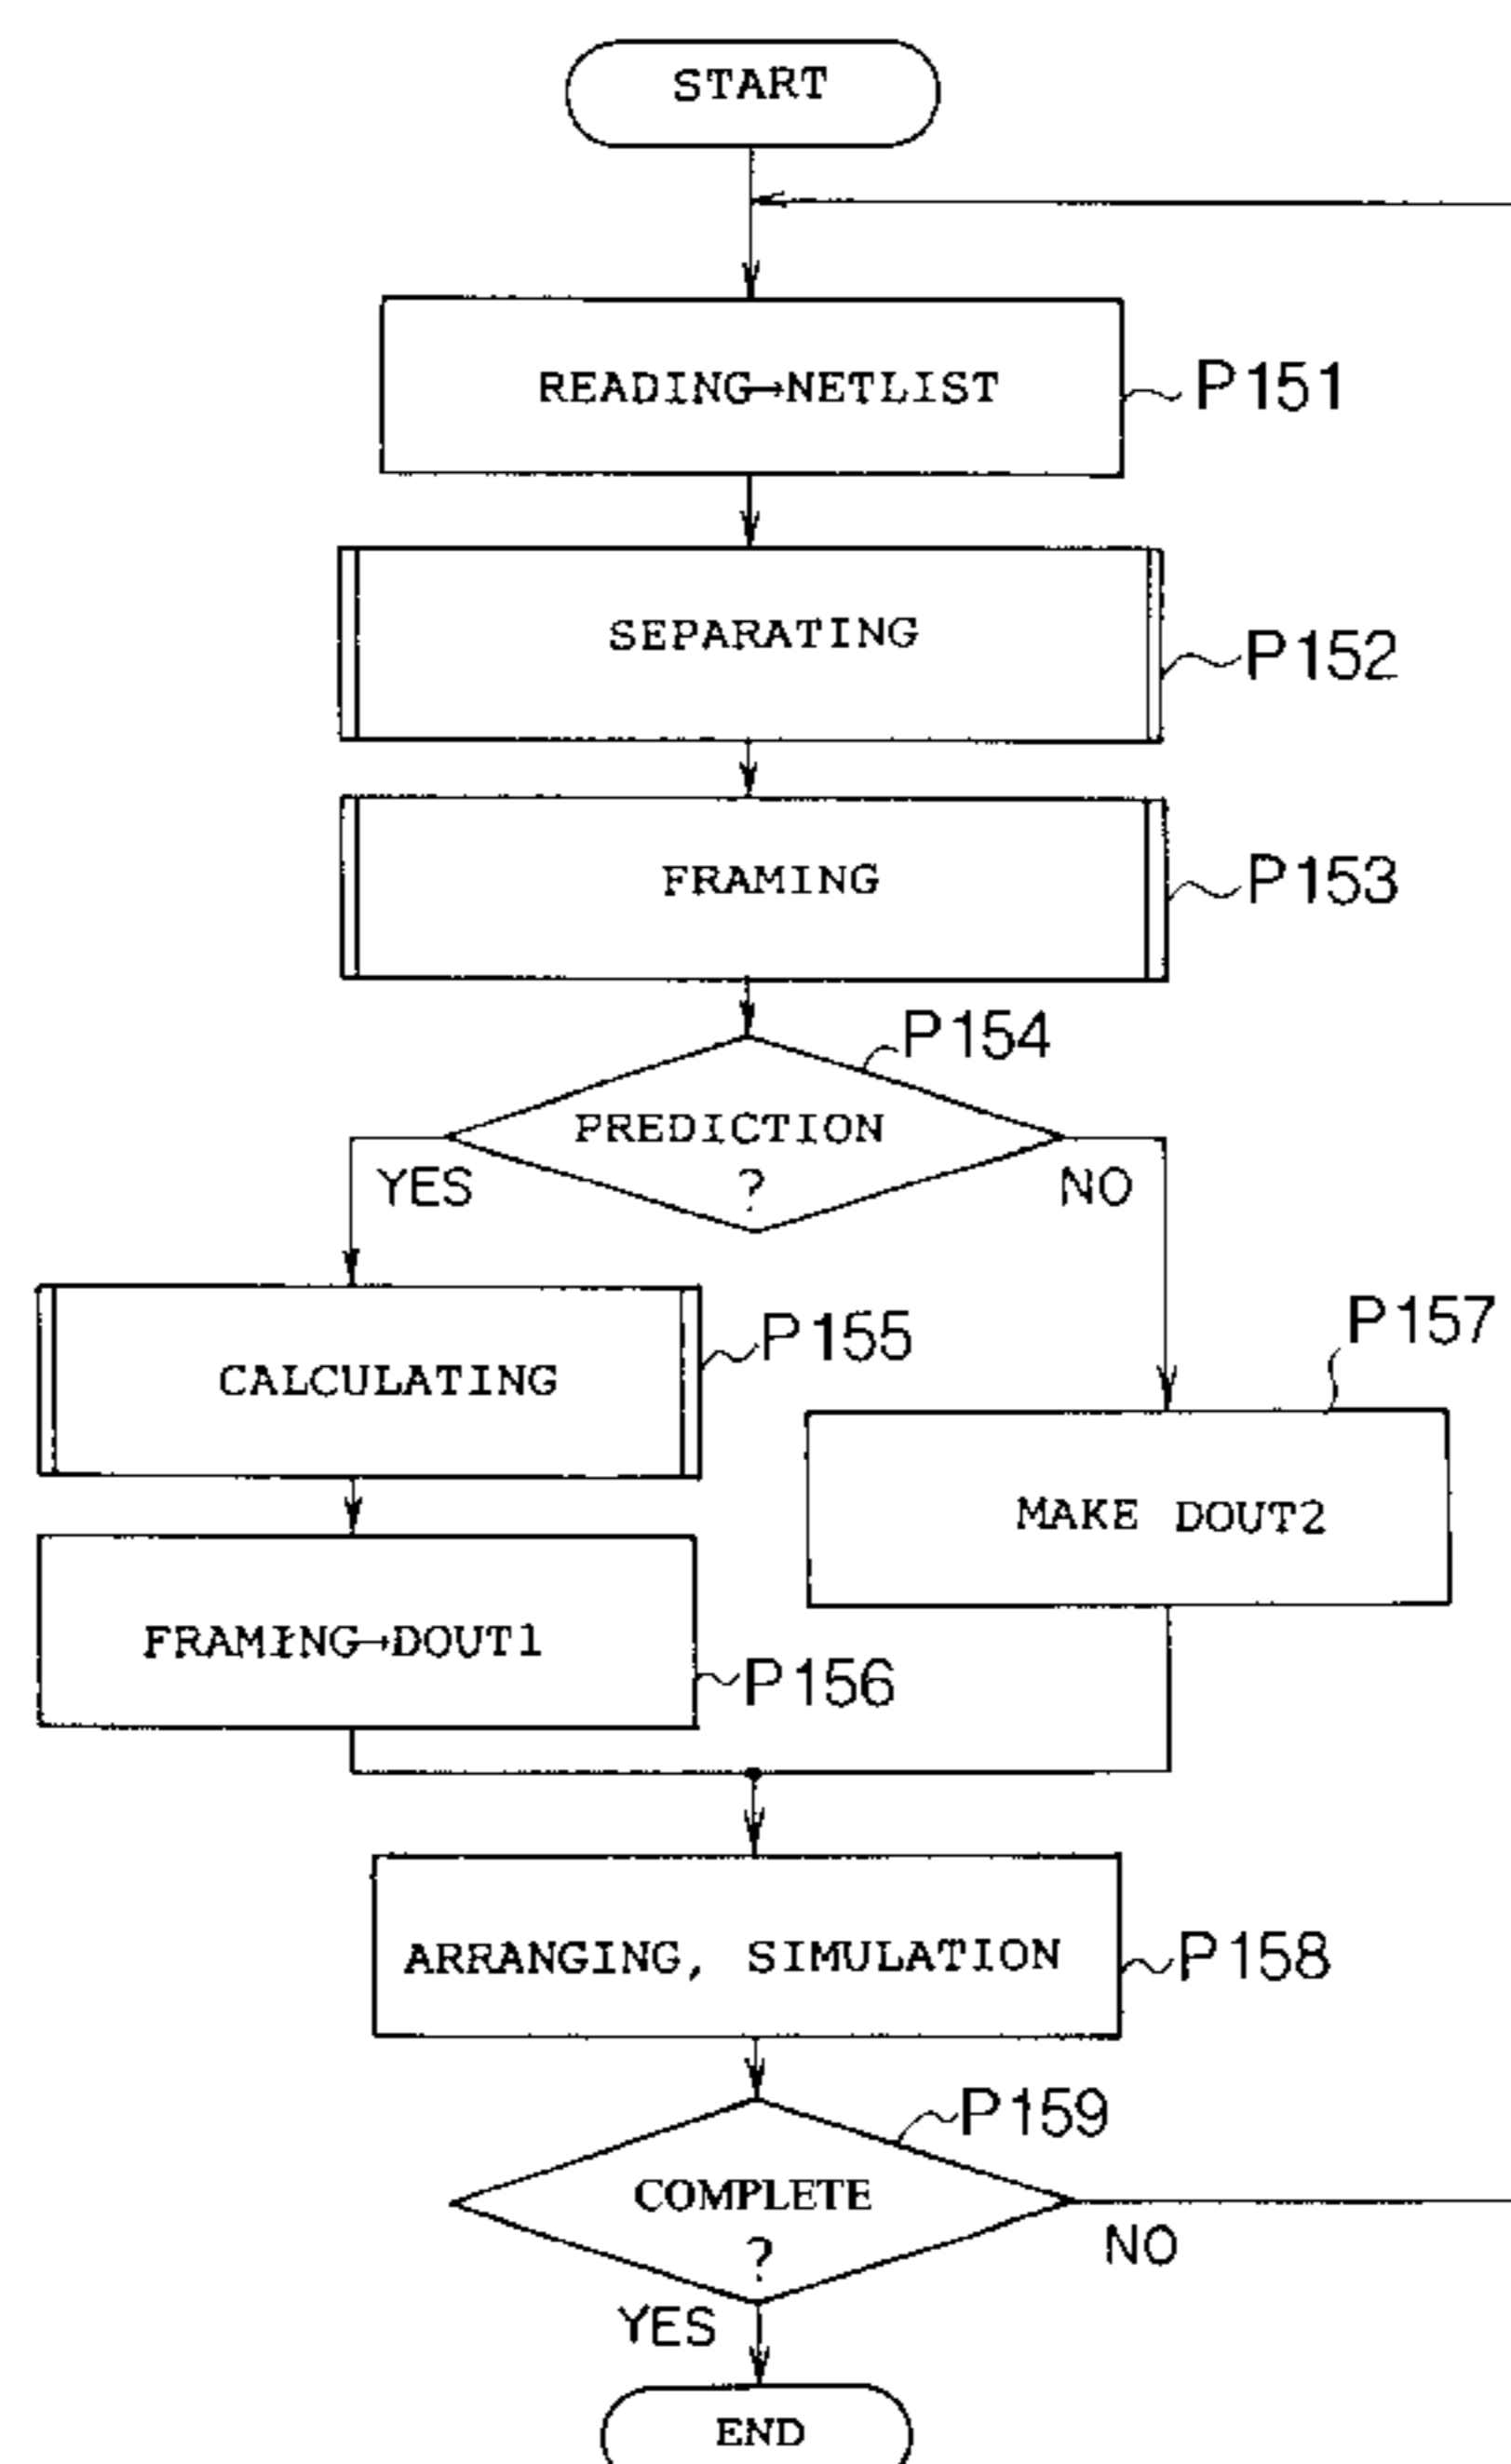 START
READING→NETLIST
P151
SEPARATING
P152
FRAMING
P153
P154
PREDICTION
?
YES
NO
CALCULATING
P155
P157
MAKE DOUT2
FRAMING→DOUT1
P156
ARRANGING, SIMULATION
P158
P159
COMPLETE
?
NO
YES
END